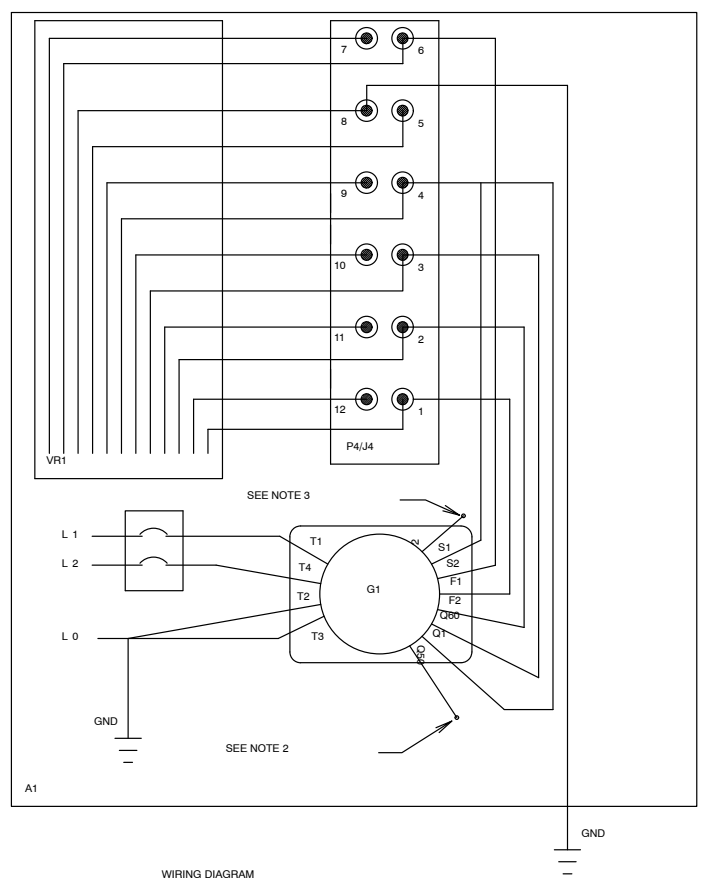 7 6
8 5
9 4
10 3
11 2
12 1
P4/J4
VR1
SEE NOTE 3
L 1
L 2
L 0
T1
T4
T2
T3
G1
2
S1
S2
F1
F2
Q60
Q1
Q50
GND
SEE NOTE 2
A1
GND
WIRING DIAGRAM